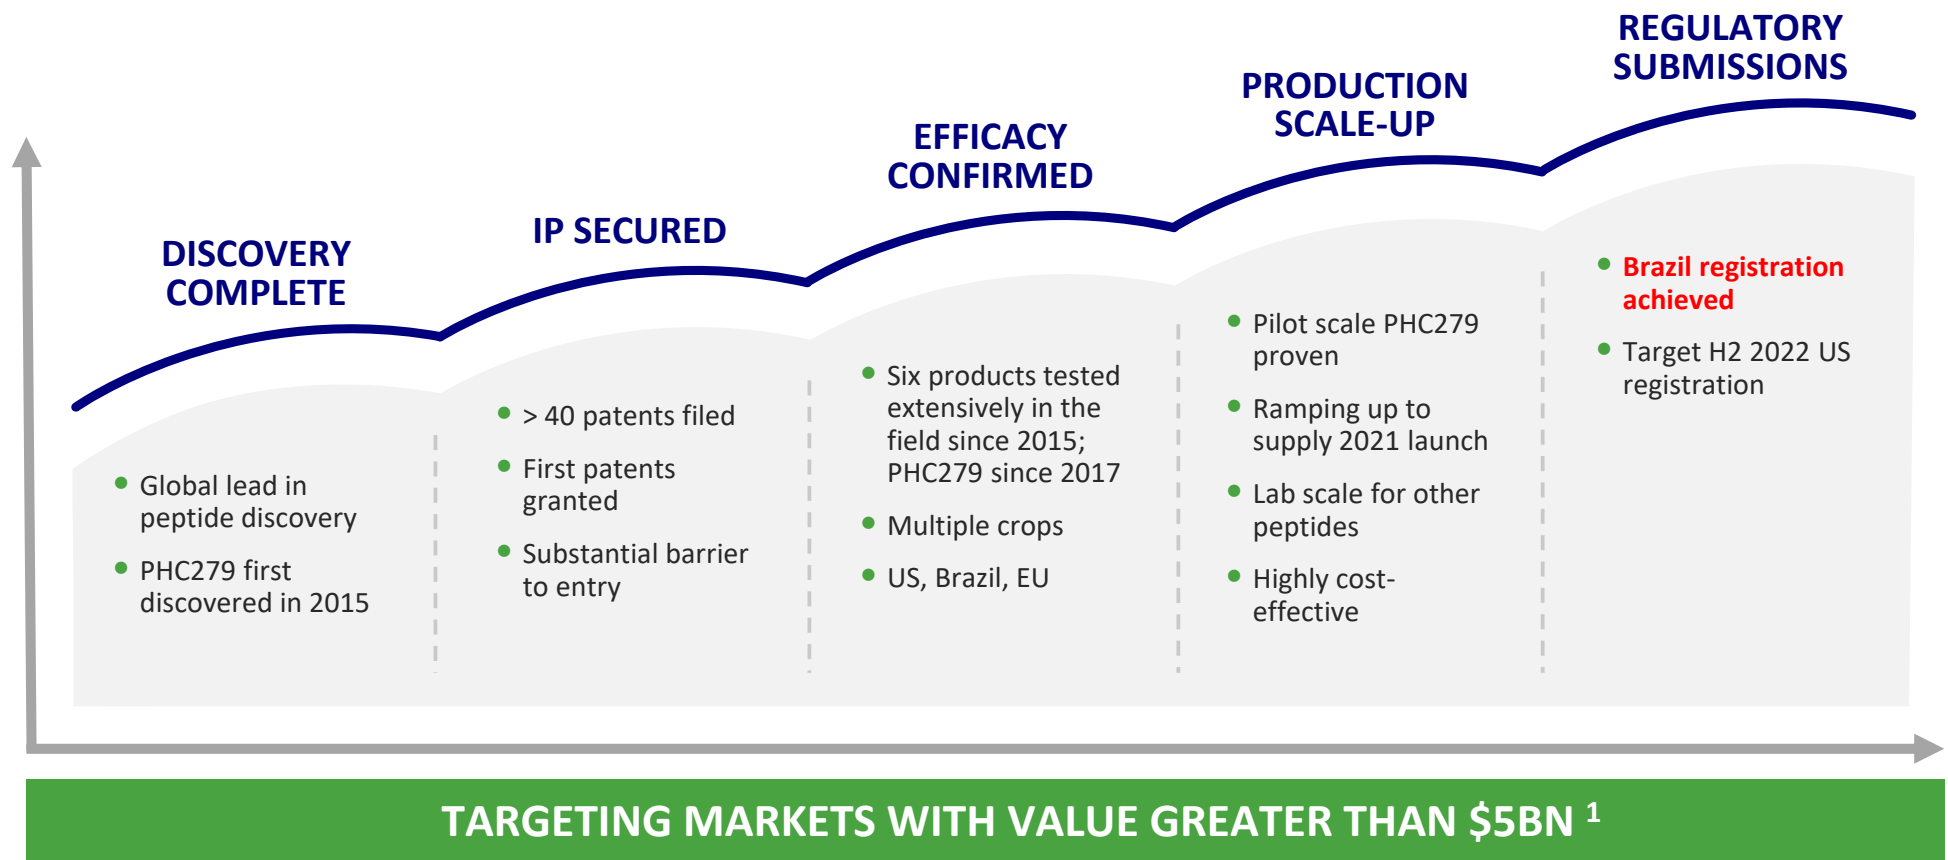 DISCOVERY
COMPLETE
• Global lead in
peptide discovery
• PHC279 first
discovered in 2015
IP SECURED
• > 40 patents filed
• First patents
granted
• Substantial barrier
to entry
EFFICACY
CONFIRMED
• Six products tested
extensively in the
field since 2015;
PHC279 since 2017
• Multiple crops
• US, Brazil, EU
PRODUCTION
SCALE-UP
• Pilot scale PHC279
proven
• Ramping up to
supply 2021 launch
• Lab scale for other
peptides
• Highly cost-
effective
REGULATORY
SUBMISSIONS
• Brazil registration
achieved
• Target H2 2022 US
registration
TARGETING MARKETS WITH VALUE GREATER THAN $5BN ¹